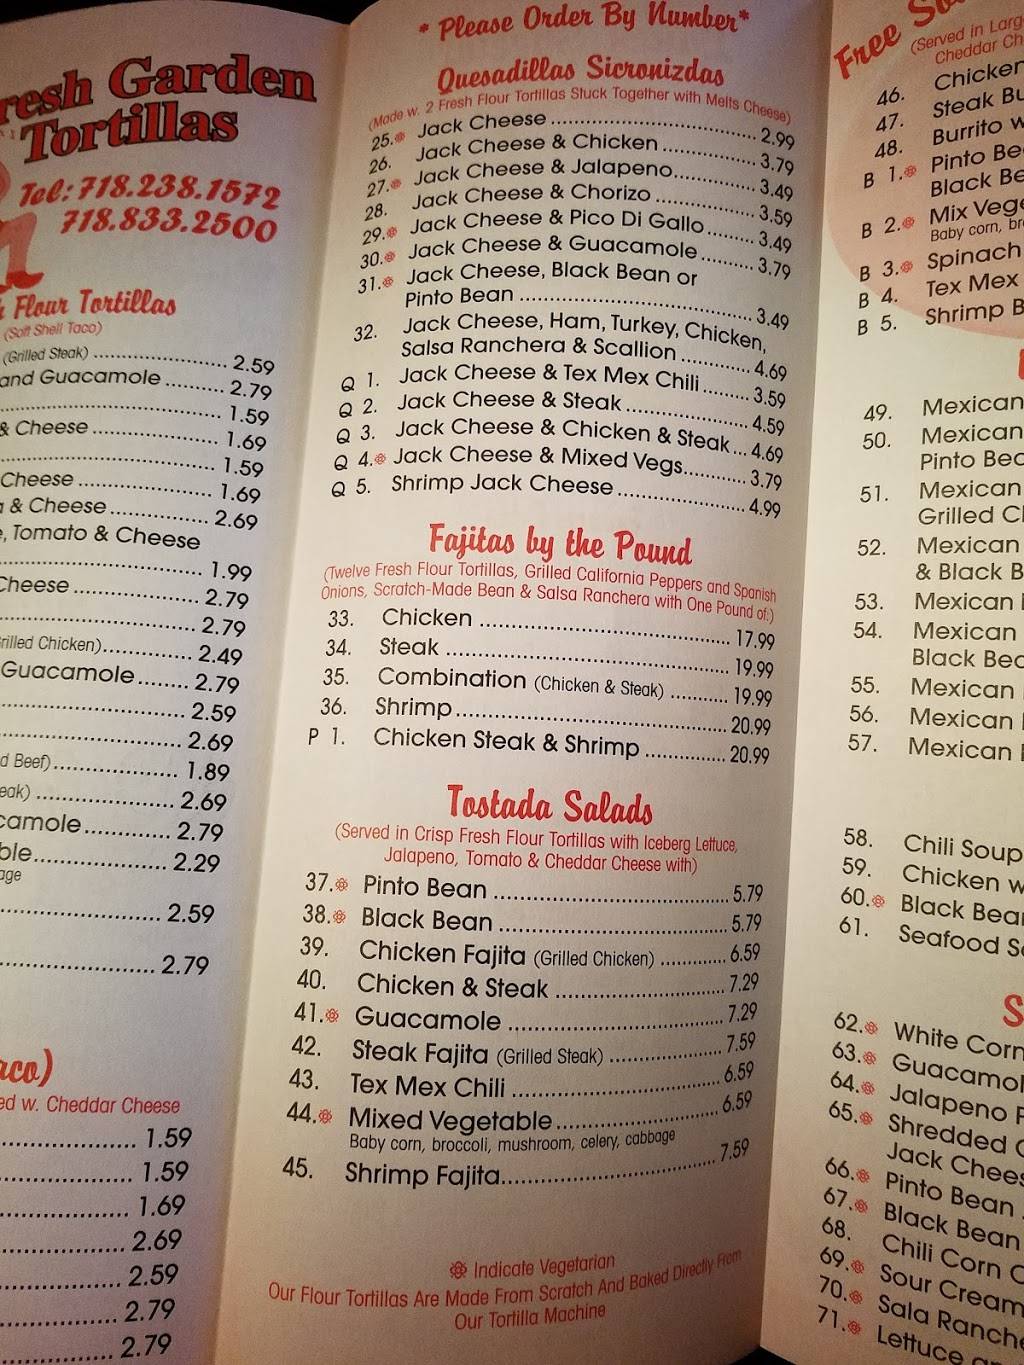 resh Garden
Tortillas
Tel: 718.238.1572
718.833.2500
Flour Tortillas
(Soft Shell Taco)
(Grilled Steak) 2.59
and Guacamole 2.79
1.59
& Cheese 1.69
1.59
Cheese 1.69
& Cheese 2.69
, Tomato & Cheese
1.99
Cheese 2.79
2.79
rilled Chicken) 2.49
Guacamole 2.79
2.59
2.69
d Beef) 1.89
eak) 2.69
camole 2.79
ble 2.29
age
2.59
2.79
aco)
ed w. Cheddar Cheese
1.59
1.59
1.69
2.69
2.59
2.79
2.79
* Please Order By Number*
Quesadillas Sicronizdas
(Made w. 2 Fresh Flour Tortillas Stuck Together with Melts Cheese)
25. Jack Cheese 2.99
26. Jack Cheese & Chicken 3.79
27. Jack Cheese & Jalapeno 3.49
28. Jack Cheese & Chorizo 3.59
29. Jack Cheese & Pico Di Gallo 3.49
30. Jack Cheese & Guacamole 3.79
31. Jack Cheese, Black Bean or
Pinto Bean 3.49
32. Jack Cheese, Ham, Turkey, Chicken,
Salsa Ranchera & Scallion 4.69
Q 1. Jack Cheese & Tex Mex Chili 3.59
Q 2. Jack Cheese & Steak 4.59
Q 3. Jack Cheese & Chicken & Steak 4.69
Q 4. Jack Cheese & Mixed Vegs 3.79
Q 5. Shrimp Jack Cheese 4.99
Fajitas by the Pound
(Twelve Fresh Flour Tortillas, Grilled California Peppers and Spanish
Onions, Scratch-Made Bean & Salsa Ranchera with One Pound of:)
33. Chicken 17.99
34. Steak 19.99
35. Combination (Chicken & Steak) 19.99
36. Shrimp 20.99
P 1. Chicken Steak & Shrimp 20.99
Tostada Salads
(Served in Crisp Fresh Flour Tortillas with Iceberg Lettuce,
Jalapeno, Tomato & Cheddar Cheese with)
37. Pinto Bean 5.79
38. Black Bean 5.79
39. Chicken Fajita (Grilled Chicken) 6.59
40. Chicken & Steak 7.29
41. Guacamole 7.29
42. Steak Fajita (Grilled Steak) 7.59
43. Tex Mex Chili 6.59
44. Mixed Vegetable 6.59
Baby corn, broccoli, mushroom, celery, cabbage
45. Shrimp Fajita 7.59
Indicate Vegetarian
Our Flour Tortillas Are Made From Scratch And Baked Directly From
Our Tortilla Machine
Free
(Served in Larg
Cheddar Ch
46. Chicken
47. Steak Bu
48. Burrito w
B 1. Pinto Be
Black Be
B 2. Mix Vege
Baby corn, bro
B 3. Spinach
B 4. Tex Mex
B 5. Shrimp B
49. Mexican
50. Mexican
Pinto Bea
51. Mexican
Grilled Ch
52. Mexican
& Black B
53. Mexican
54. Mexican
Black Bea
55. Mexican
56. Mexican
57. Mexican
58. Chili Soup
59. Chicken w
60. Black Bean
61. Seafood So
62. White Corn
63. Guacamol
64. Jalapeno P
65. Shredded C
Jack Chees
66. Pinto Bean
67. Black Bean
68. Chili Corn C
69. Sour Cream
70. Sala Ranche
71. Lettuce